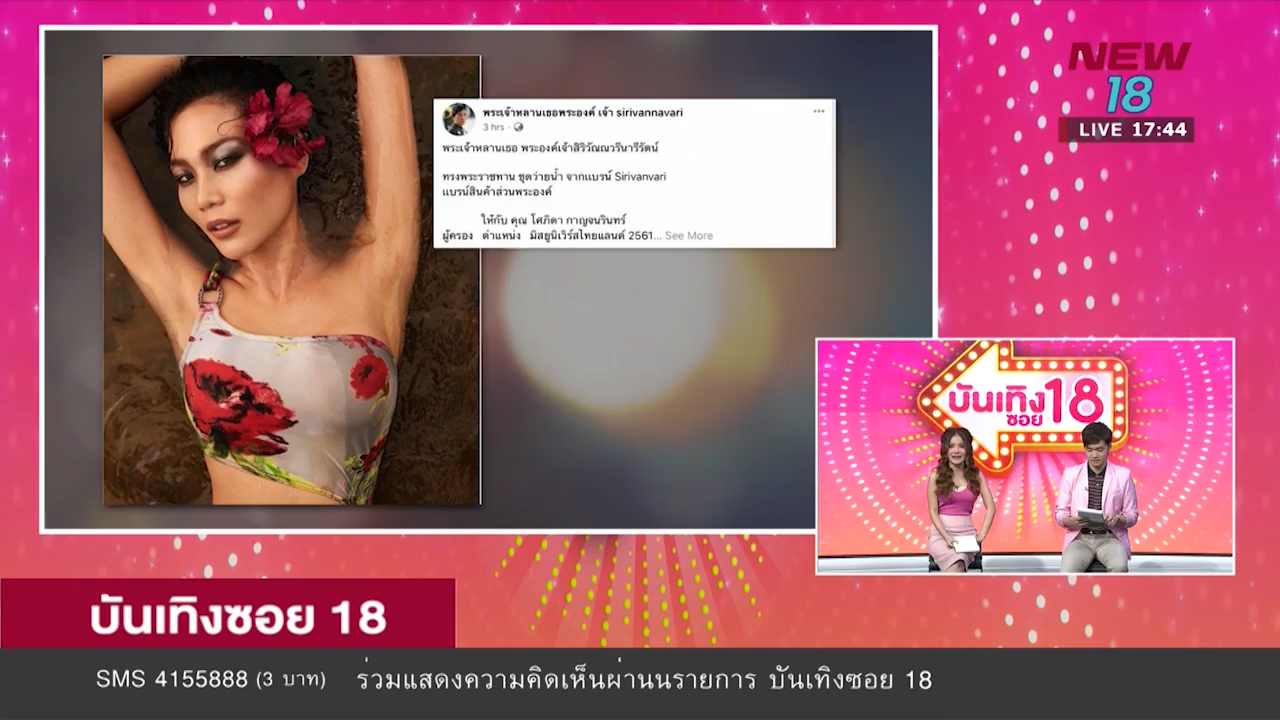 NEW
18
LIVE 17:44
พระเจ้าหลานเธอพระองค์ เจ้า sirivannavari
3 hrs
พระเจ้าหลานเธอ พระองค์เจ้าสิริวัณณวรีนารีรัตน์
ทรงพระราชทาน ชุดว่ายน้ำ จากแบรน์ Sirivanvari
แบรน์สินค้าส่วนพระองค์
ให้กับ คุณ โศภิดา กาญจนรินทร์
ผู้ครอง ตำแหน่ง มิสยูนิเวิร์สไทยแลนด์ 2561... See More
บันเทิง
ซอย
18
บันเทิงซอย 18
SMS 4155888 (3 บาท) ร่วมแสดงความคิดเห็นผ่านนรายการ บันเทิงซอย 18